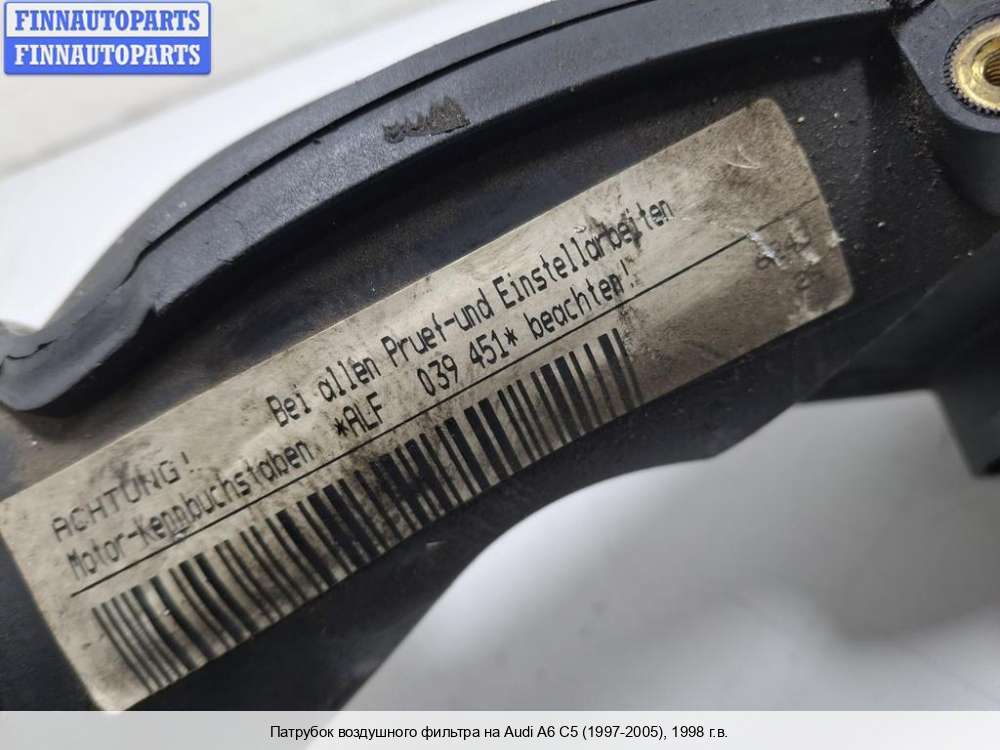 FINNAUTOPARTS
FINNAUTOPARTS
ACHTUNG! Bei allen Pruef-und Einstellarbeiten
Motor-Kennbuchstaben *ALF 039 451* beachten!
Патрубок воздушного фильтра на Audi A6 C5 (1997-2005), 1998 г.в.